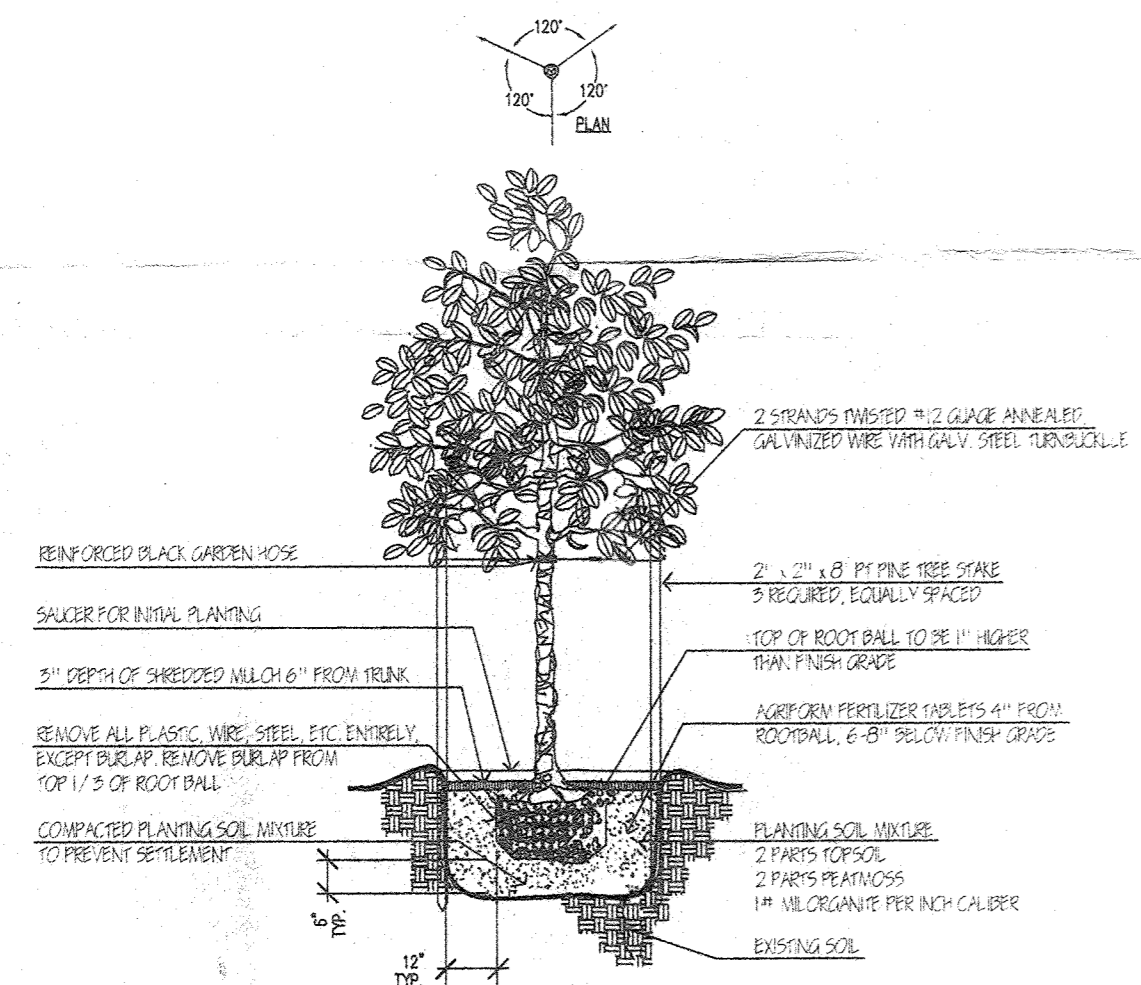 120°
120°
120°
PLAN
2 STRANDS TWISTED #12 GUAGE ANNEALED
GALVINIZED WIRE WITH GALV. STEEL TURNBUCKLLE
REINFORCED BLACK GARDEN HOSE
2" x 2" x 8' PT PINE TREE STAKE
3 REQUIRED, EQUALLY SPACED
SAUCER FOR INITIAL PLANTING
TOP OF ROOT BALL TO BE 1" HIGHER
THAN FINISH GRADE
3" DEPTH OF SHREDDED MULCH 6" FROM TRUNK
AGRIFORM FERTILIZER TABLETS 4" FROM
ROOTBALL, 6-8" BELOW FINISH GRADE
REMOVE ALL PLASTIC, WIRE, STEEL, ETC. ENTIRELY,
EXCEPT BURLAP. REMOVE BURLAP FROM
TOP 1/3 OF ROOT BALL
COMPACTED PLANTING SOIL MIXTURE
TO PREVENT SETTLEMENT
PLANTING SOIL MIXTURE
2 PARTS TOPSOIL
2 PARTS PEATMOSS
1# MILORGANITE PER INCH CALIBER
EXISTING SOIL
6"
TYP.
12"
TYP.